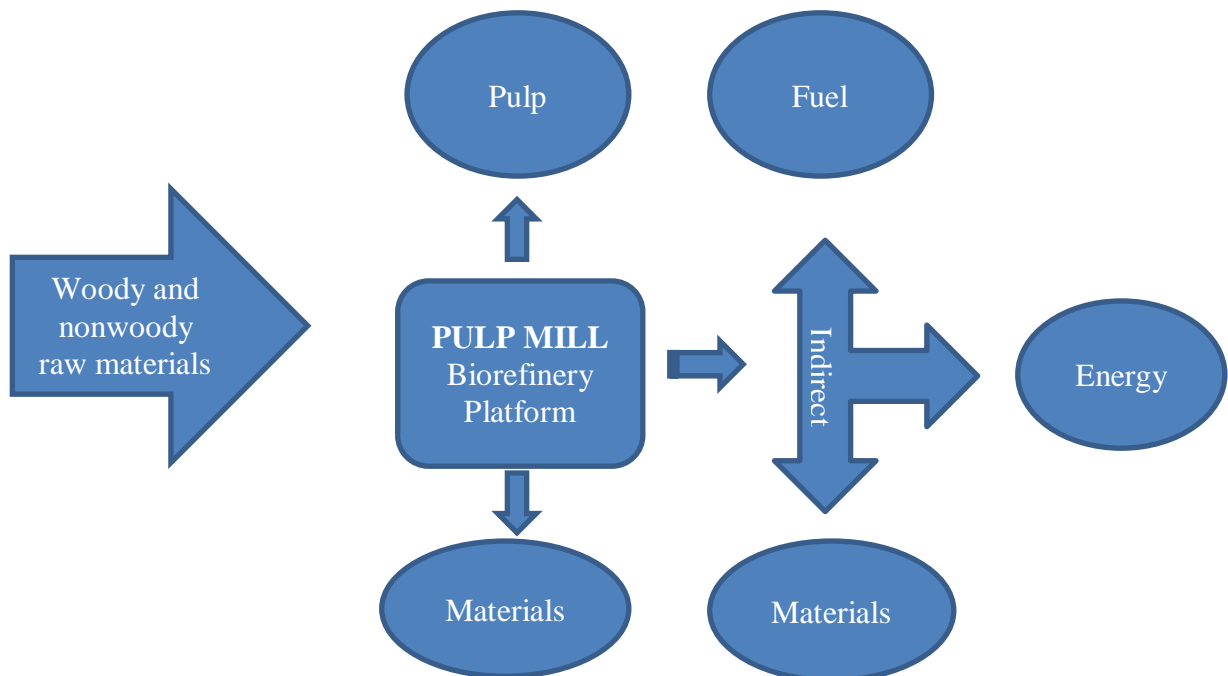 Pulp
Fuel
Woody and
nonwoody
raw materials
PULP MILL
Biorefinery
Platform
Indirect
Energy
Materials
Materials